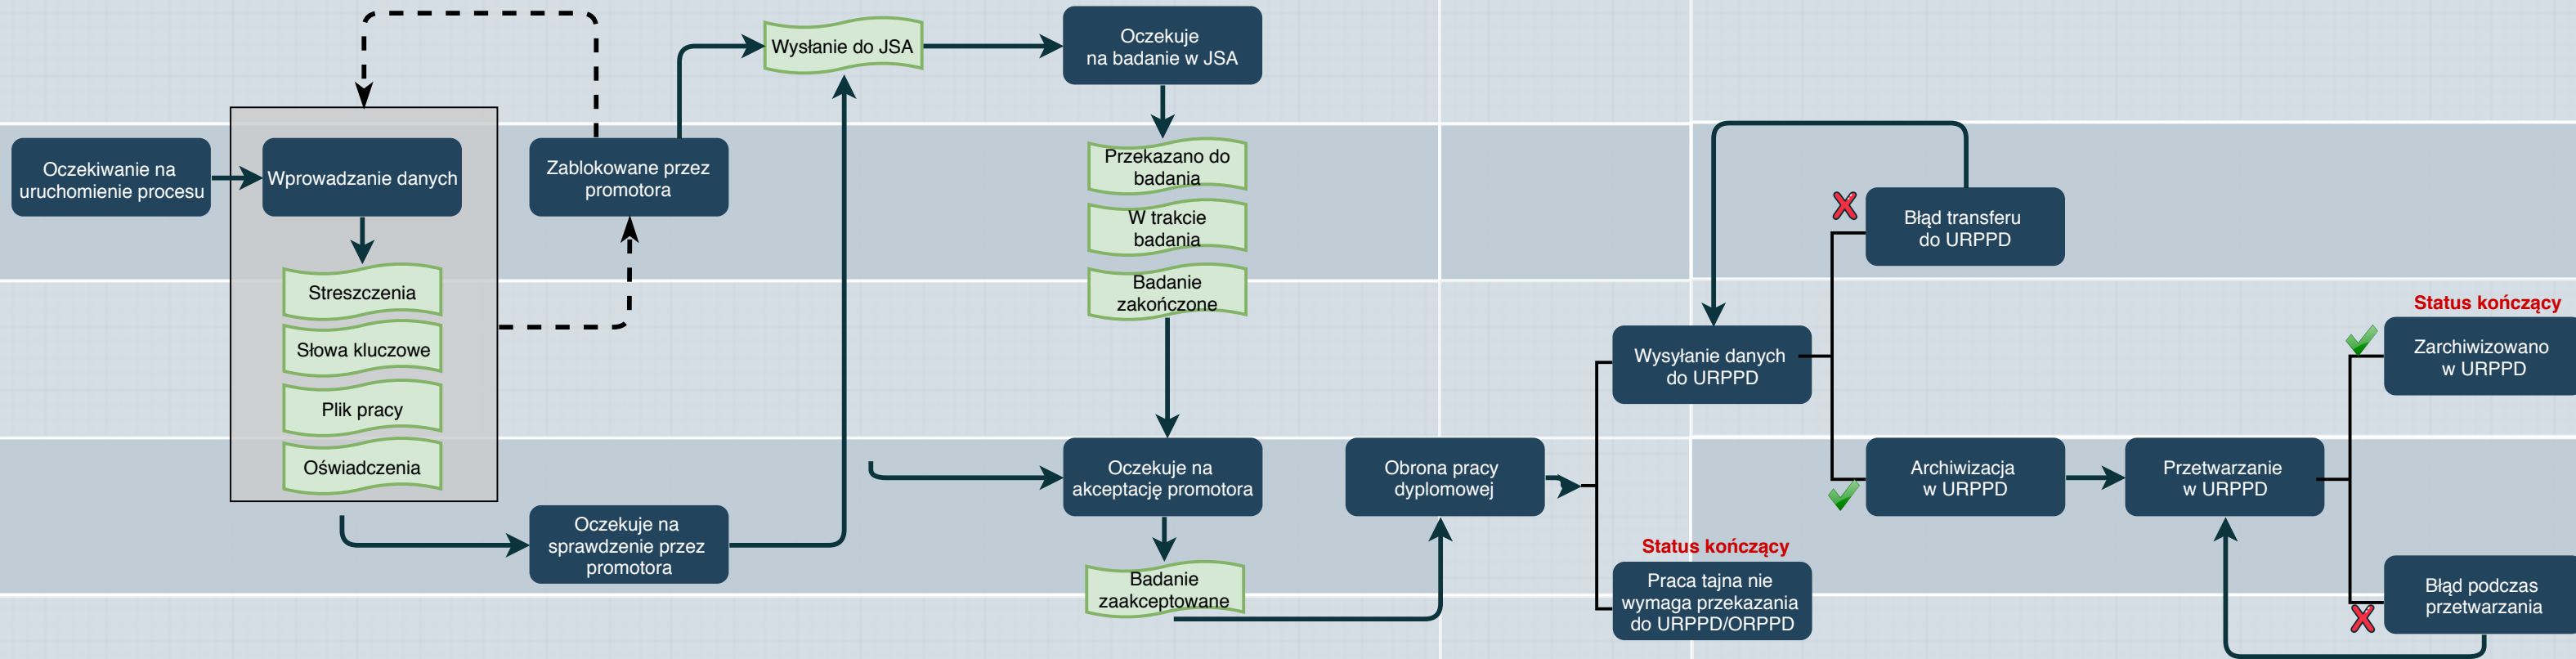 Oczekiwanie na
uruchomienie procesu
Wprowadzanie danych
Streszczenia
Słowa kluczowe
Plik pracy
Oświadczenia
Zablokowane przez
promotora
Oczekuje na
sprawdzenie przez
promotora
Wysłanie do JSA
Oczekuje
na badanie w JSA
Przekazano do
badania
W trakcie
badania
Badanie
zakończone
Oczekuje na
akceptację promotora
Badanie
zaakceptowane
Obrona pracy
dyplomowej
Wysyłanie danych
do URPPD
Status kończący
Praca tajna nie
wymaga przekazania
do URPPD/ORPPD
Błąd transferu
do URPPD
Archiwizacja
w URPPD
Przetwarzanie
w URPPD
Status kończący
Zarchiwizowano
w URPPD
Błąd podczas
przetwarzania